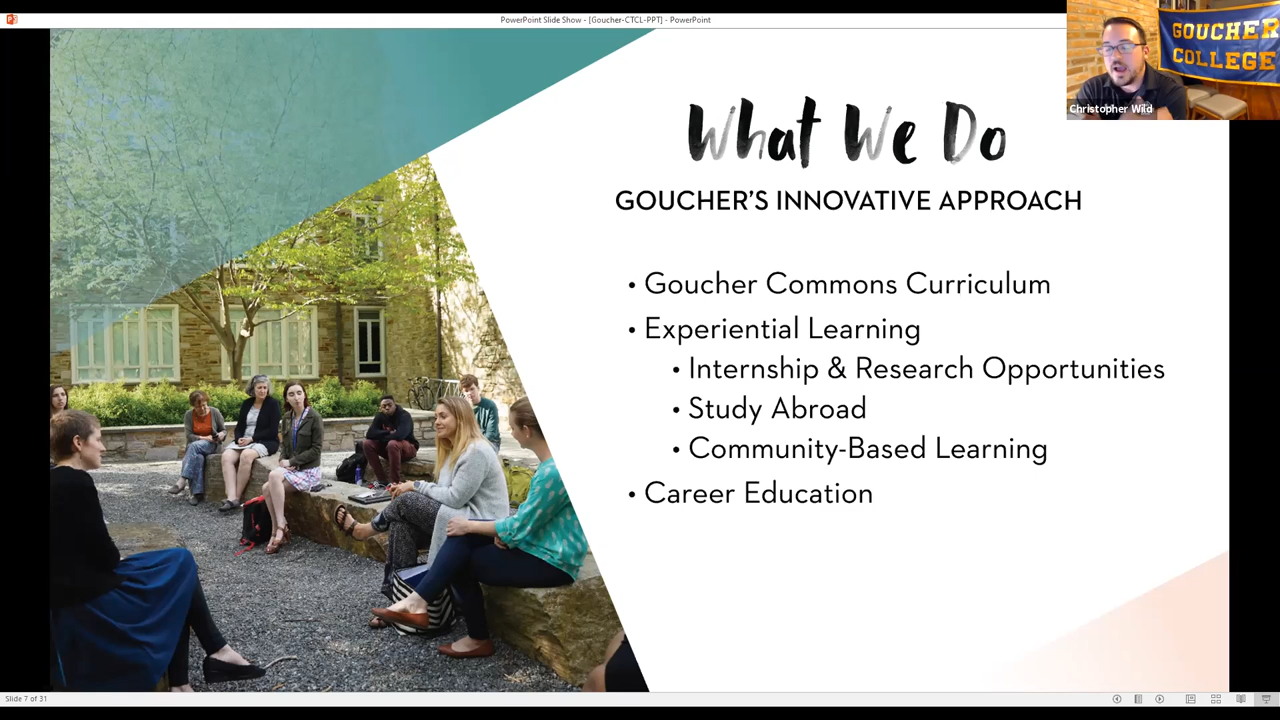 PowerPoint Slide Show - [Goucher-CTCL-PPT] - PowerPoint
GOUCHER
COLLEGE
Christopher Wild
What We Do
GOUCHER'S INNOVATIVE APPROACH
• Goucher Commons Curriculum
• Experiential Learning
• Internship & Research Opportunities
• Study Abroad
• Community-Based Learning
• Career Education
Slide 7 of 31